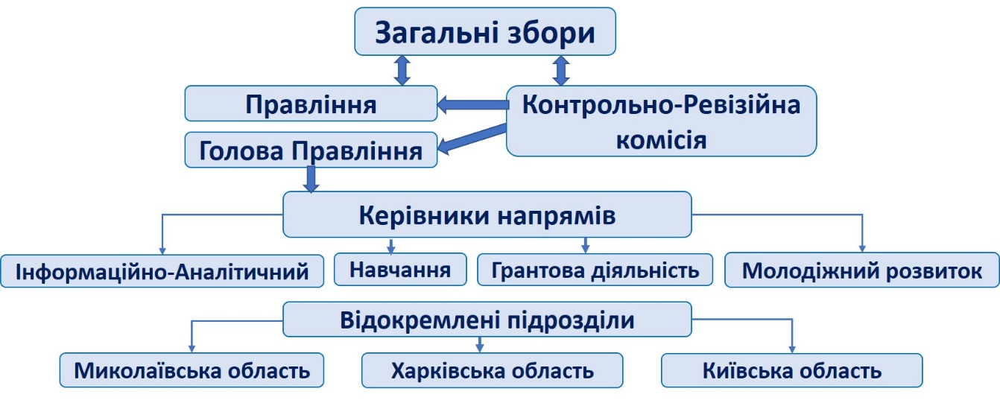 Загальні збори
Правління
Контрольно-Ревізійна
комісія
Голова Правління
Керівники напрямів
Інформаційно-Аналітичний
Навчання
Грантова діяльність
Молодіжний розвиток
Відокремлені підрозділи
Миколаївська область
Харківська область
Київська область